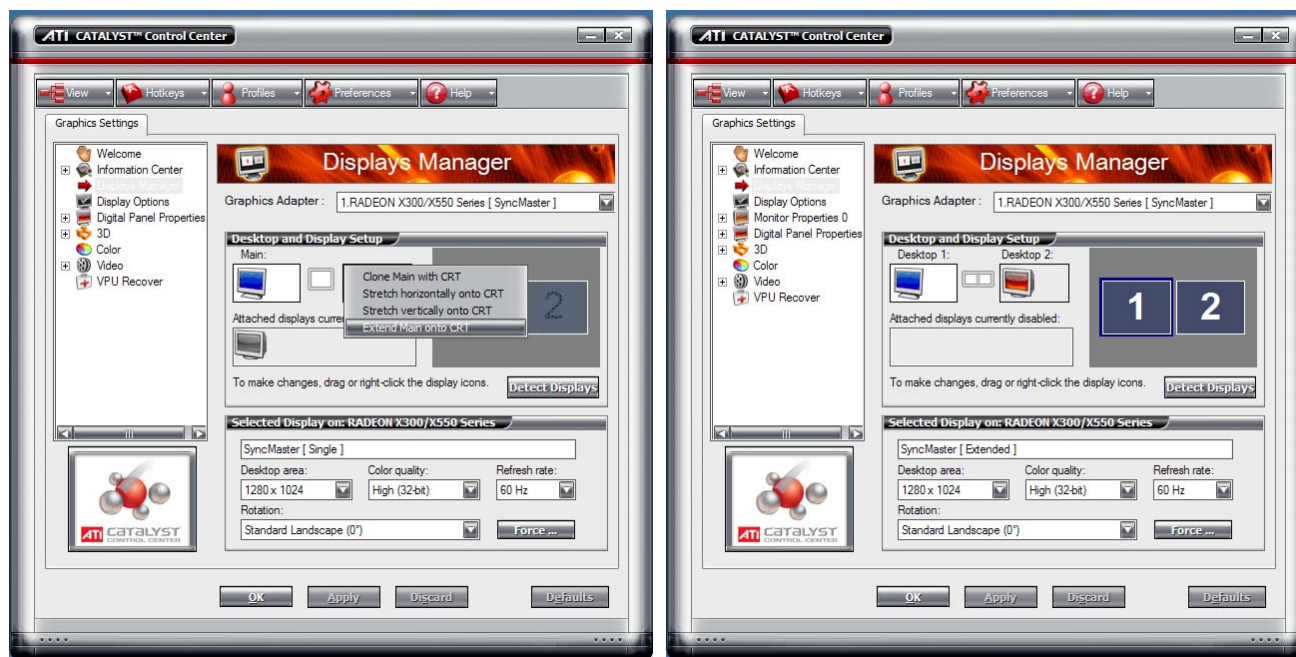 ATI CATALYST™ Control Center
View
Hotkeys
Profiles
Preferences
Help
Graphics Settings
Welcome
Information Center
Displays Manager
Display Options
Digital Panel Properties
3D
Color
Video
VPU Recover
Displays Manager
Graphics Adapter :
1.RADEON X300/X550 Series [ SyncMaster ]
Desktop and Display Setup
Main:
Clone Main with CRT
Stretch horizontally onto CRT
Stretch vertically onto CRT
Extend Main onto CRT
2
Attached displays curre
To make changes, drag or right-click the display icons.
Detect Displays
Selected Display on: RADEON X300/X550 Series
SyncMaster [ Single ]
Desktop area:
Color quality:
Refresh rate:
1280 x 1024
High (32-bit)
60 Hz
Rotation:
Standard Landscape (0°)
Force ...
ATI CATALYST
CONTROL CENTER
OK
Apply
Discard
Defaults
ATI CATALYST™ Control Center
View
Hotkeys
Profiles
Preferences
Help
Graphics Settings
Welcome
Information Center
Displays Manager
Display Options
Monitor Properties 0
Digital Panel Properties
3D
Color
Video
VPU Recover
Displays Manager
Graphics Adapter :
1.RADEON X300/X550 Series [ SyncMaster ]
Desktop and Display Setup
Desktop 1:
Desktop 2:
1
2
Attached displays currently disabled:
To make changes, drag or right-click the display icons.
Detect Displays
Selected Display on: RADEON X300/X550 Series
SyncMaster [ Extended ]
Desktop area:
Color quality:
Refresh rate:
1280 x 1024
High (32-bit)
60 Hz
Rotation:
Standard Landscape (0°)
Force ...
ATI CATALYST
CONTROL CENTER
OK
Apply
Discard
Defaults